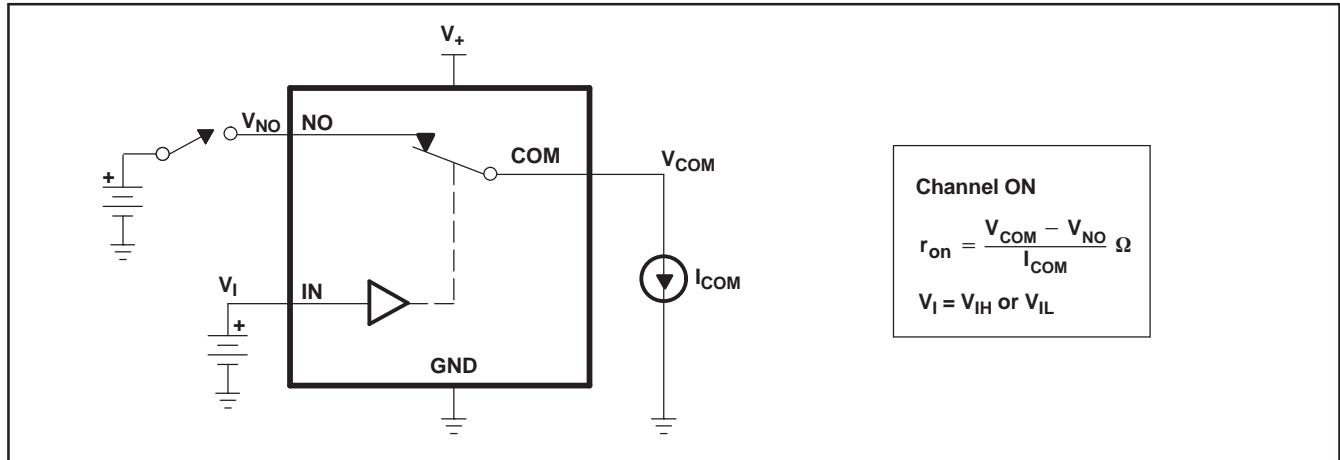 V+
VNO NO
COM
VCOM
+
ICOM
VI IN
+
GND
Channel ON
ron = VCOM − VNO / ICOM Ω
VI = VIH or VIL